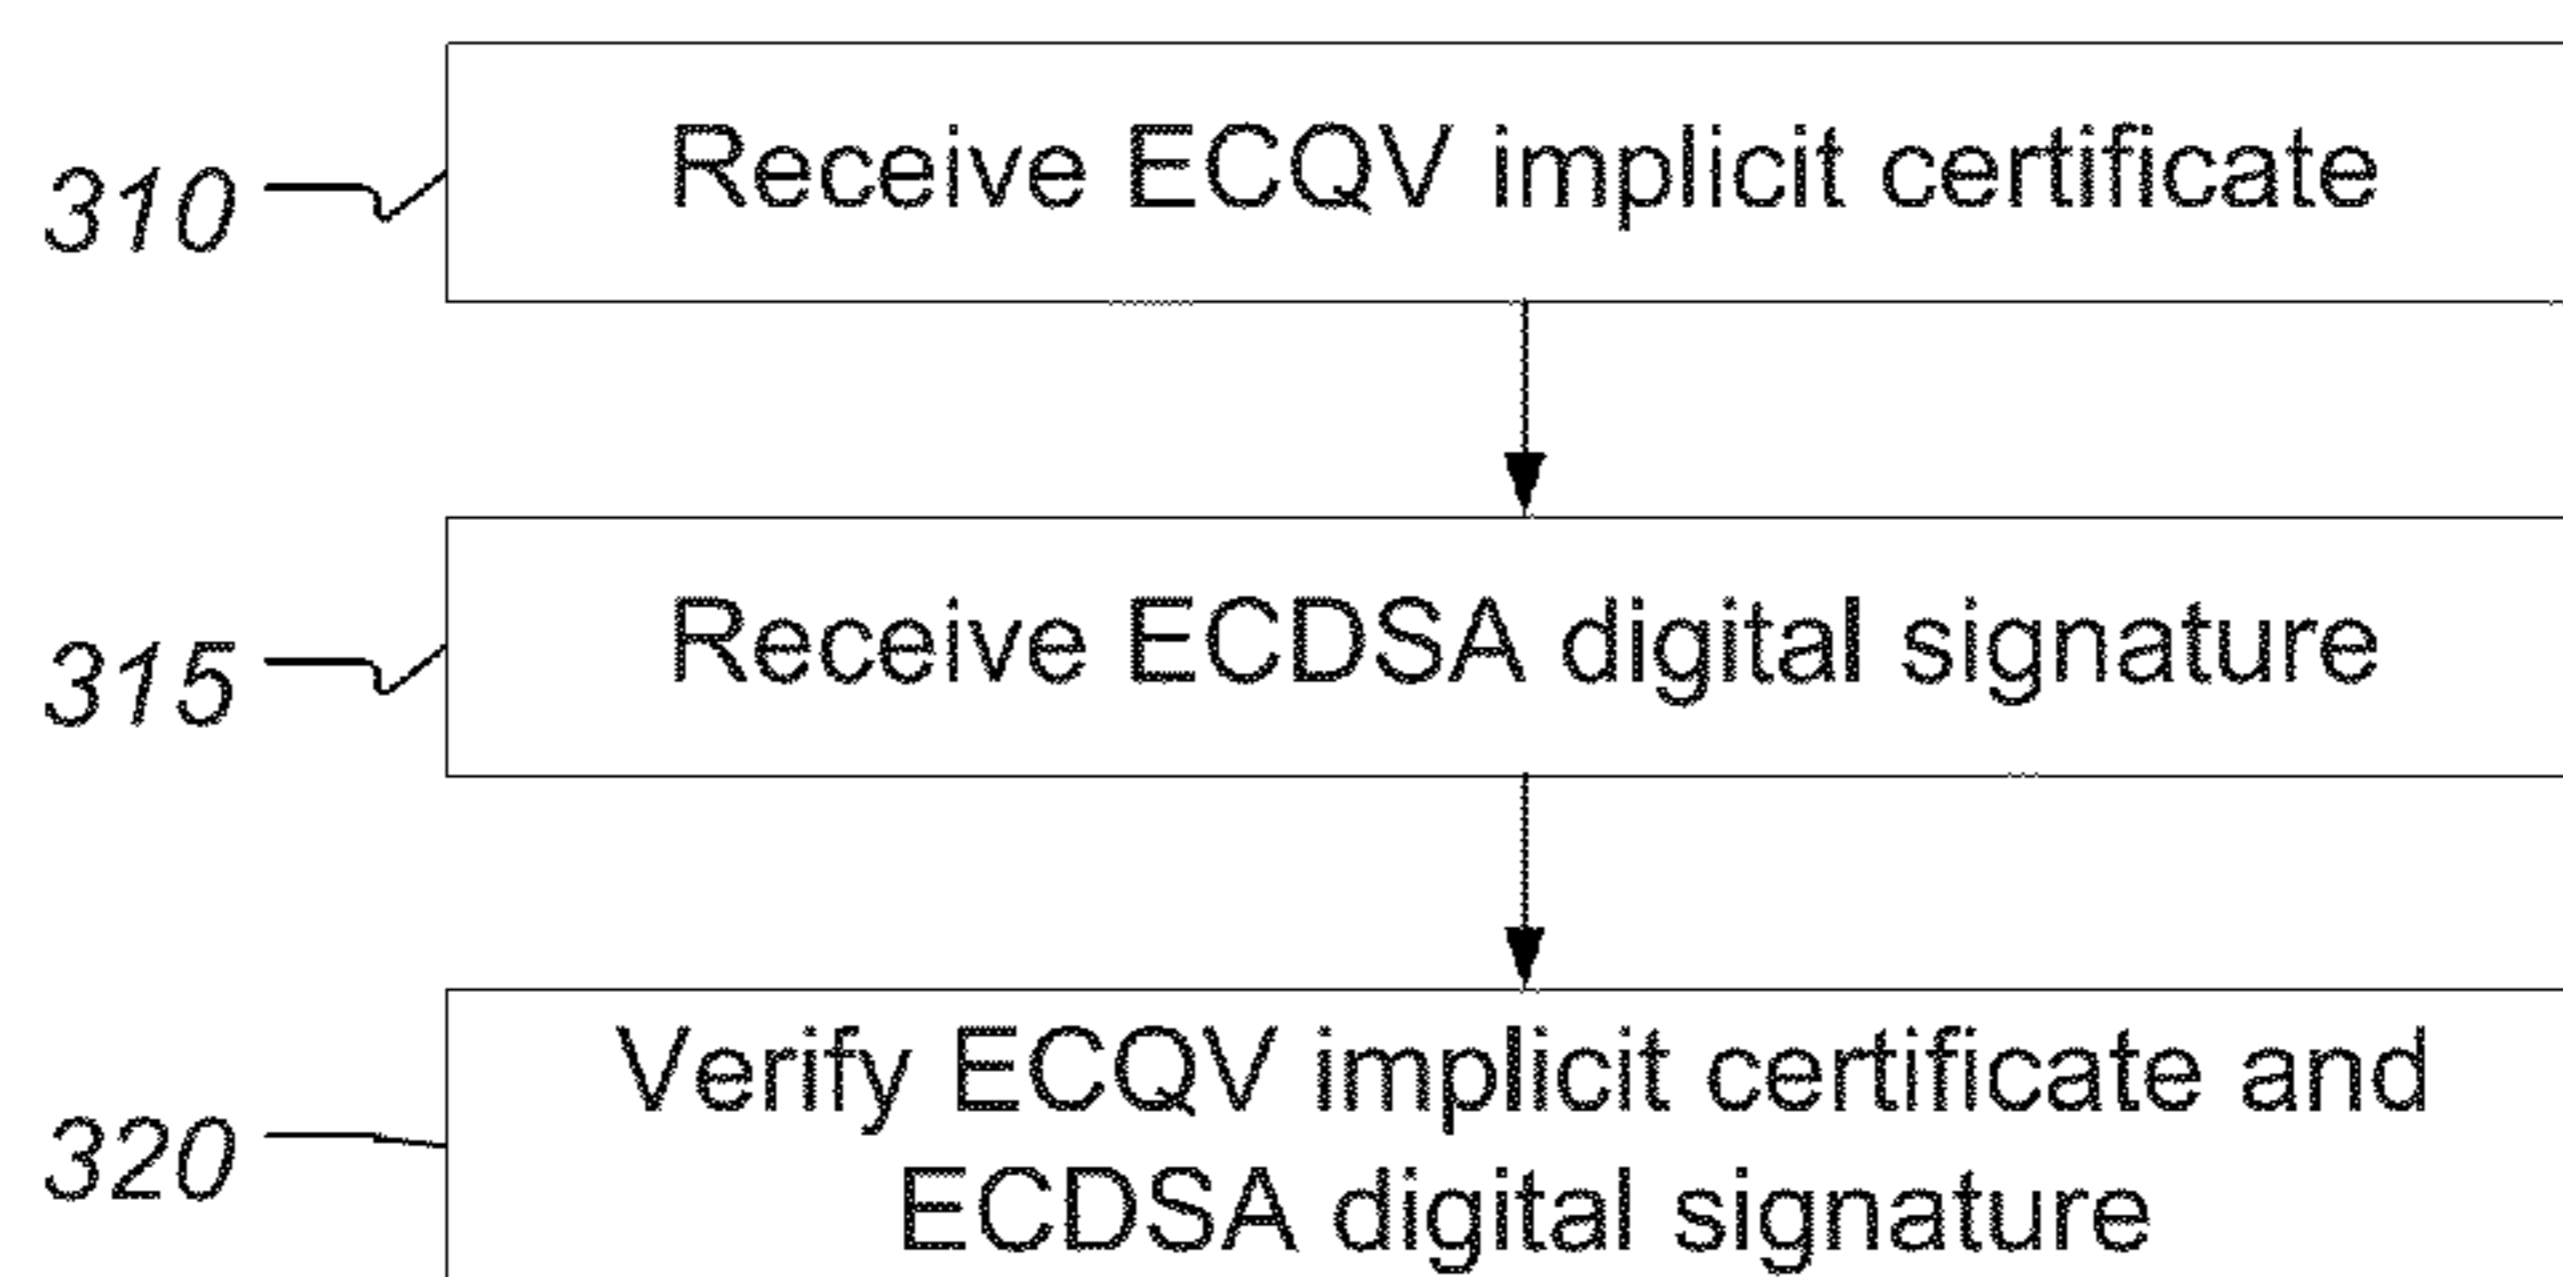 310 Receive ECQV implicit certificate
315 Receive ECDSA digital signature
320 Verify ECQV implicit certificate and
ECDSA digital signature